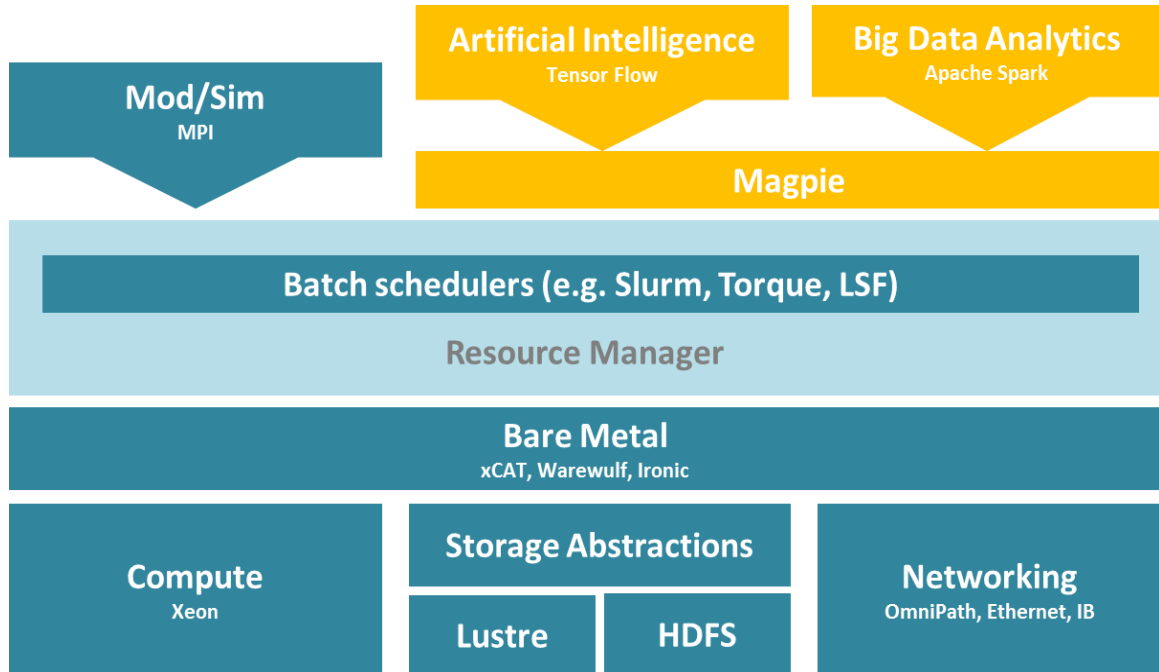 Artificial Intelligence
Tensor Flow
Big Data Analytics
Apache Spark
Mod/Sim
MPI
Magpie
Batch schedulers (e.g. Slurm, Torque, LSF)
Resource Manager
Bare Metal
xCAT, Warewulf, Ironic
Compute
Xeon
Storage Abstractions
Lustre
HDFS
Networking
OmniPath, Ethernet, IB